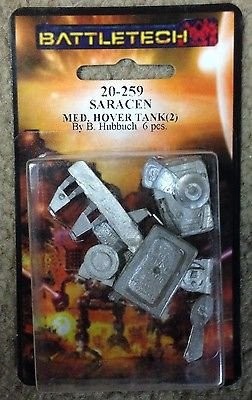 BATTLETECH
20-259
SARACEN
MED. HOVER TANK(2)
By B. Hubbuch 6 pcs.